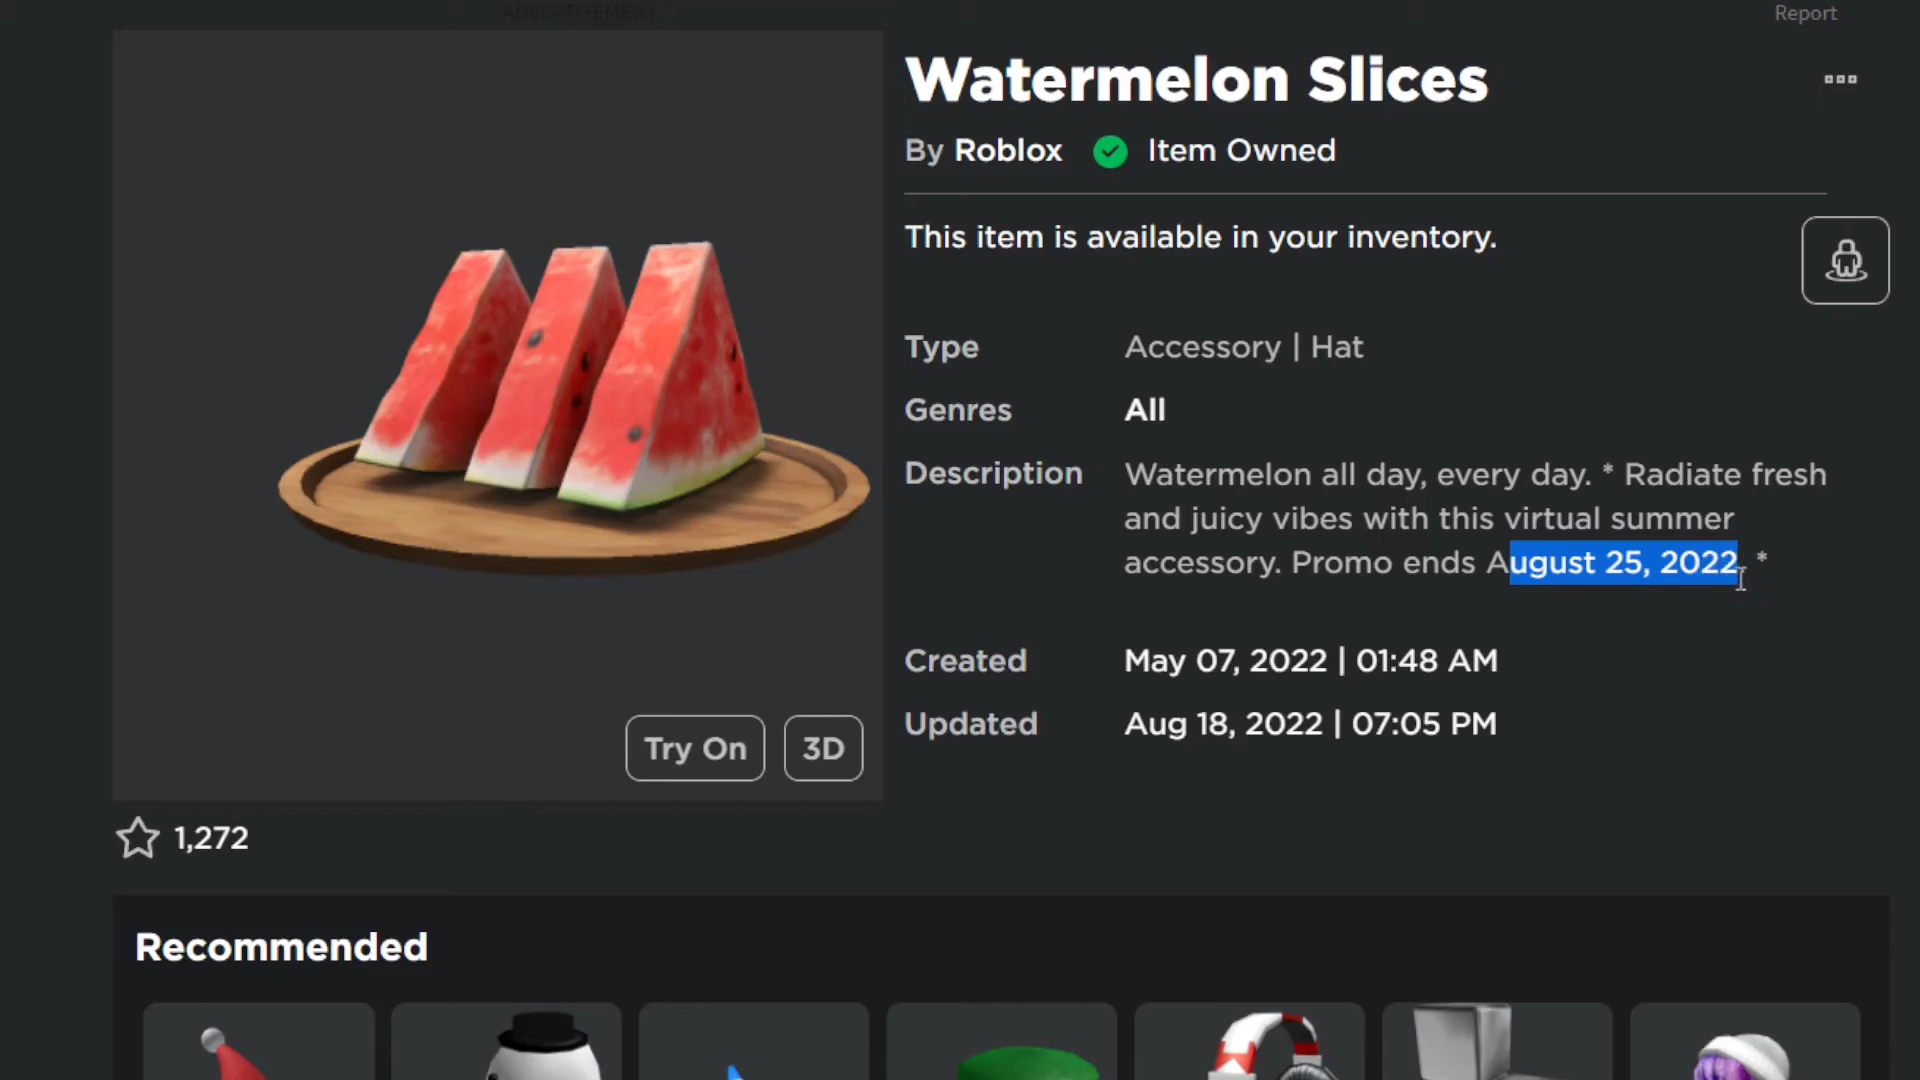 ADVERTISEMENT
Report
Watermelon Slices
By Roblox Item Owned
This item is available in your inventory.
Type Accessory | Hat
Genres All
Description Watermelon all day, every day. * Radiate fresh
and juicy vibes with this virtual summer
accessory. Promo ends August 25, 2022. *
Created May 07, 2022 | 01:48 AM
Updated Aug 18, 2022 | 07:05 PM
Try On 3D
1,272
Recommended